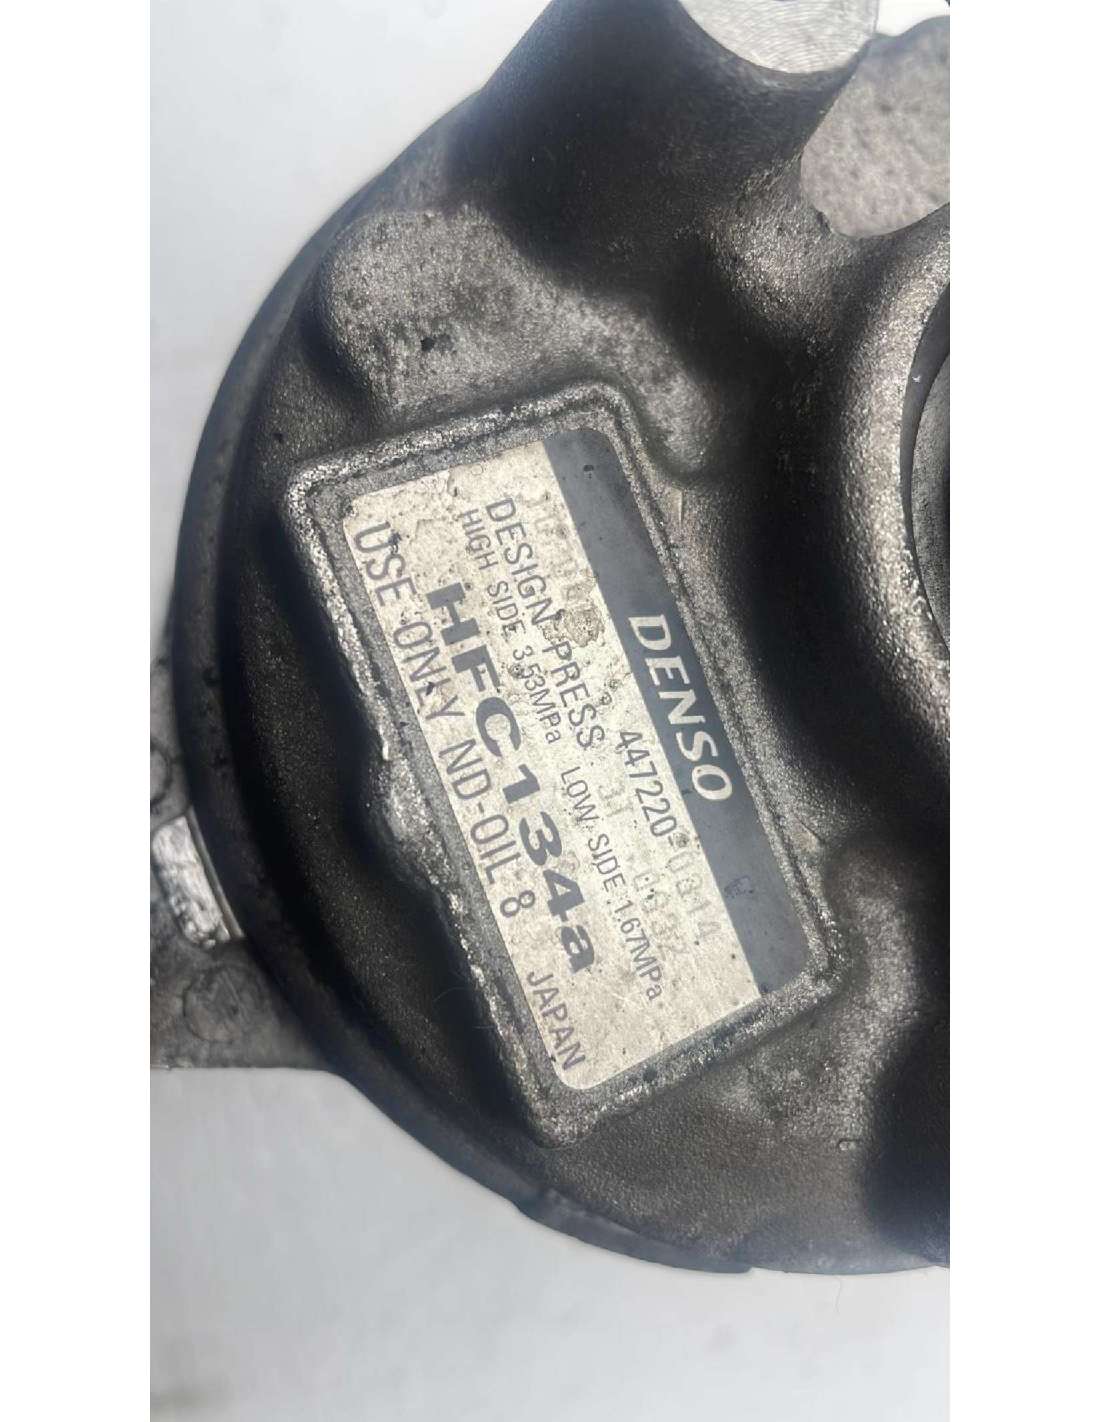 DENSO
447220-0314
DESIGN PRESS
HIGH SIDE 3.53MPa LOW SIDE 1.67MPa
HFC134a
USE ONLY ND-OIL 8 JAPAN